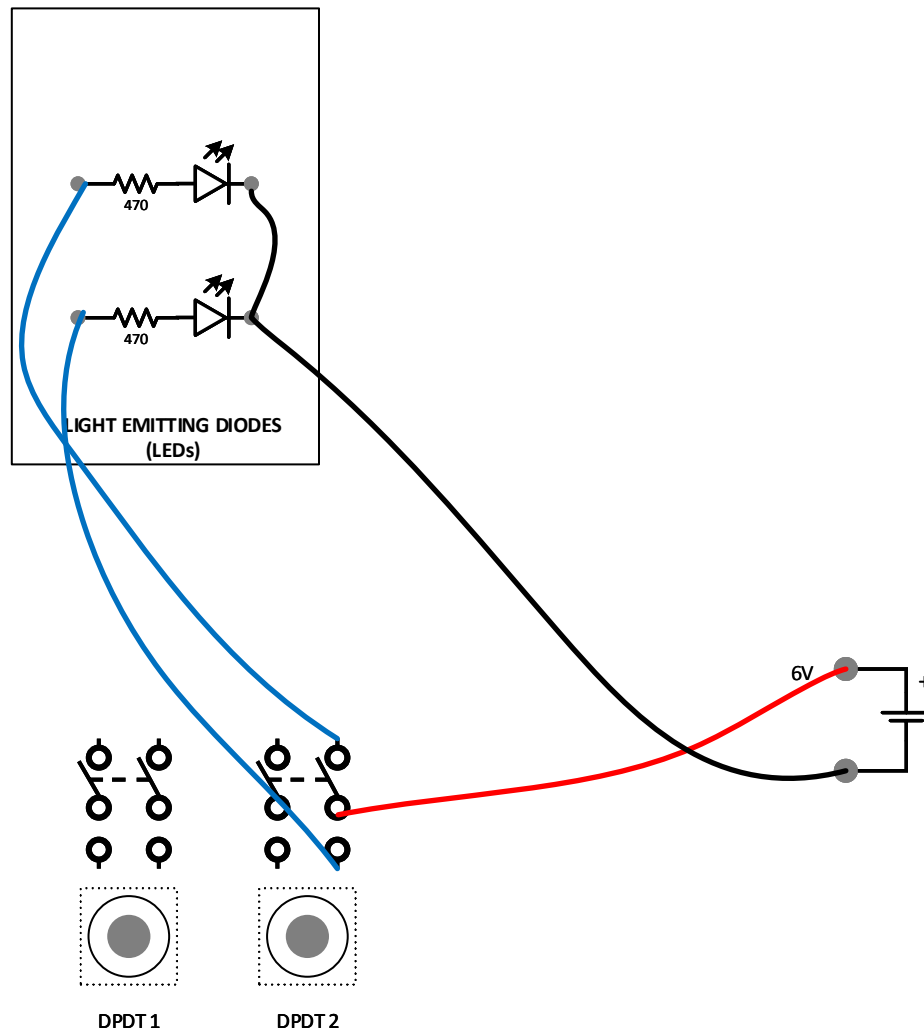 470
470
LIGHT EMITTING DIODES
(LEDs)
6V
+
DPDT 1
DPDT 2